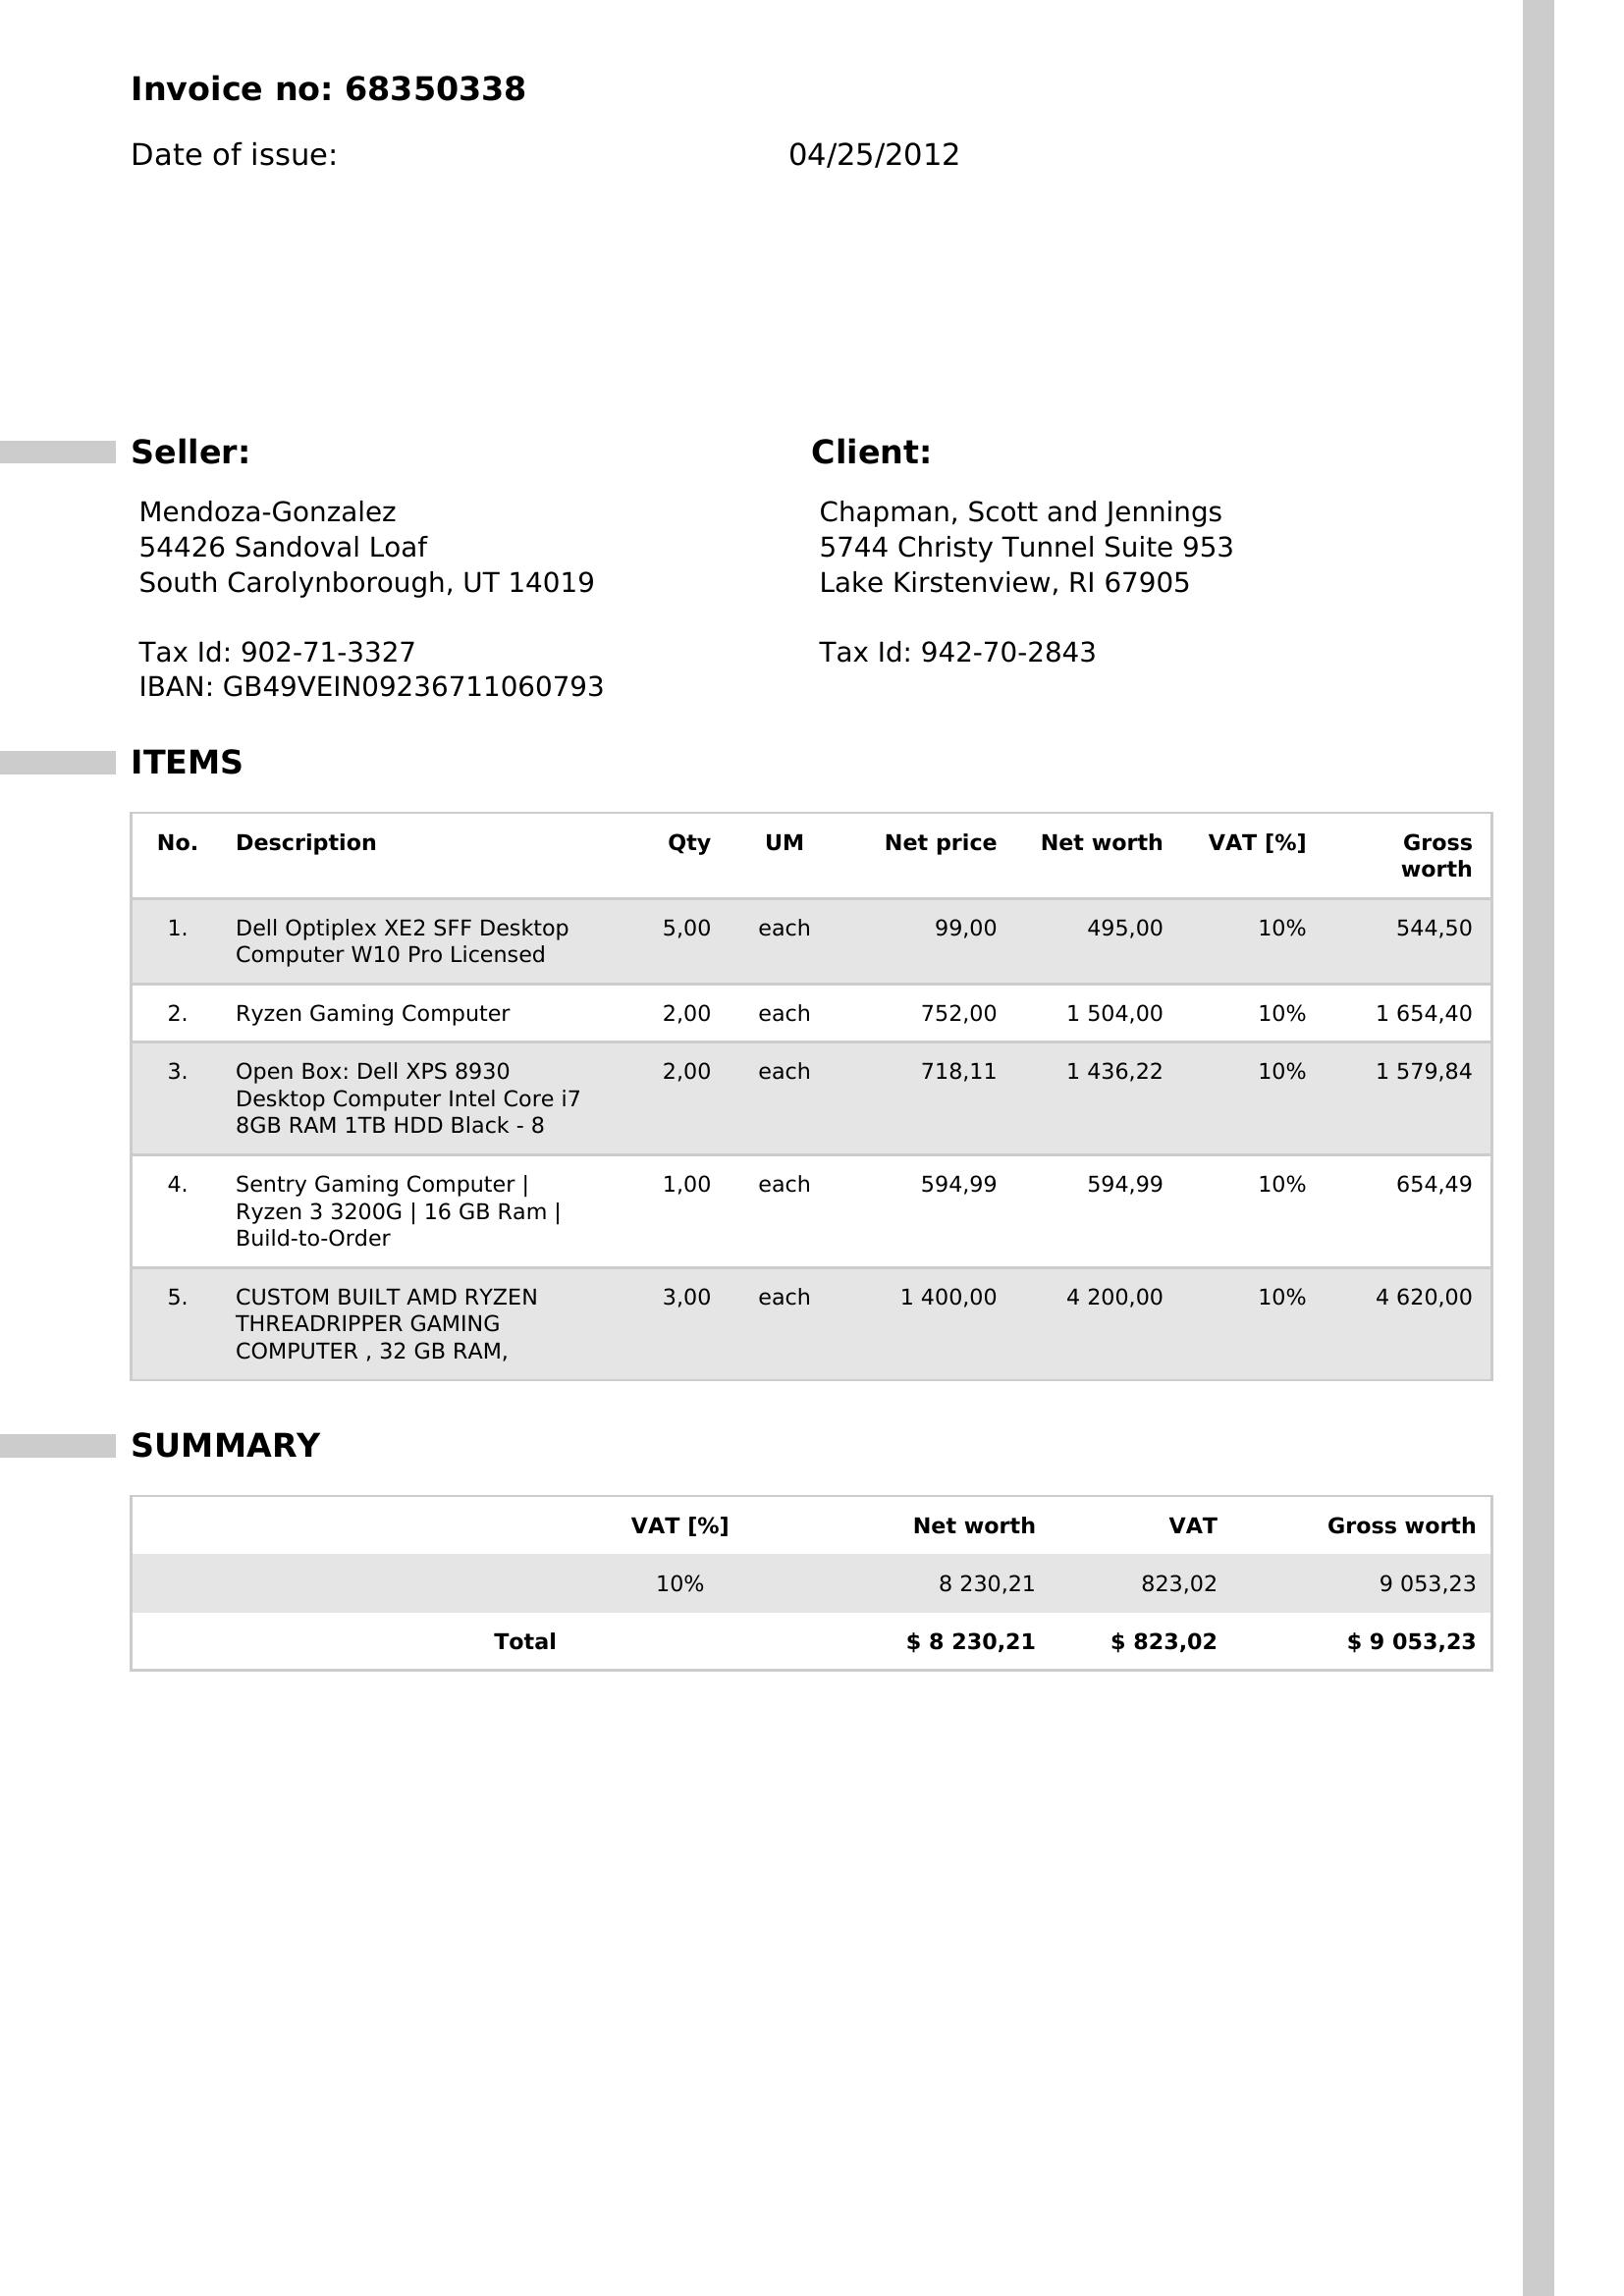 Invoice no: 68350338
Date of issue: 04/25/2012
Seller: Client:
Mendoza-Gonzalez
54426 Sandoval Loaf
South Carolynborough, UT 14019
Tax Id: 902-71-3327
IBAN: GB49VEIN09236711060793
Chapman, Scott and Jennings
5744 Christy Tunnel Suite 953
Lake Kirstenview, RI 67905
Tax Id: 942-70-2843
ITEMS
No. Description Qty UM Net price Net worth VAT [%] Gross
worth
1. Dell Optiplex XE2 SFF Desktop 5,00 each 99,00 495,00 10% 544,50
Computer W10 Pro Licensed
2. Ryzen Gaming Computer 2,00 each 752,00 1 504,00 10% 1 654,40
3. Open Box: Dell XPS 8930 2,00 each 718,11 1 436,22 10% 1 579,84
Desktop Computer Intel Core i7
8GB RAM 1TB HDD Black - 8
4. Sentry Gaming Computer | 1,00 each 594,99 594,99 10% 654,49
Ryzen 3 3200G | 16 GB Ram |
Build-to-Order
5. CUSTOM BUILT AMD RYZEN 3,00 each 1 400,00 4 200,00 10% 4 620,00
THREADRIPPER GAMING
COMPUTER , 32 GB RAM,
SUMMARY
VAT [%] Net worth VAT Gross worth
10% 8 230,21 823,02 9 053,23
Total $ 8 230,21 $ 823,02 $ 9 053,23